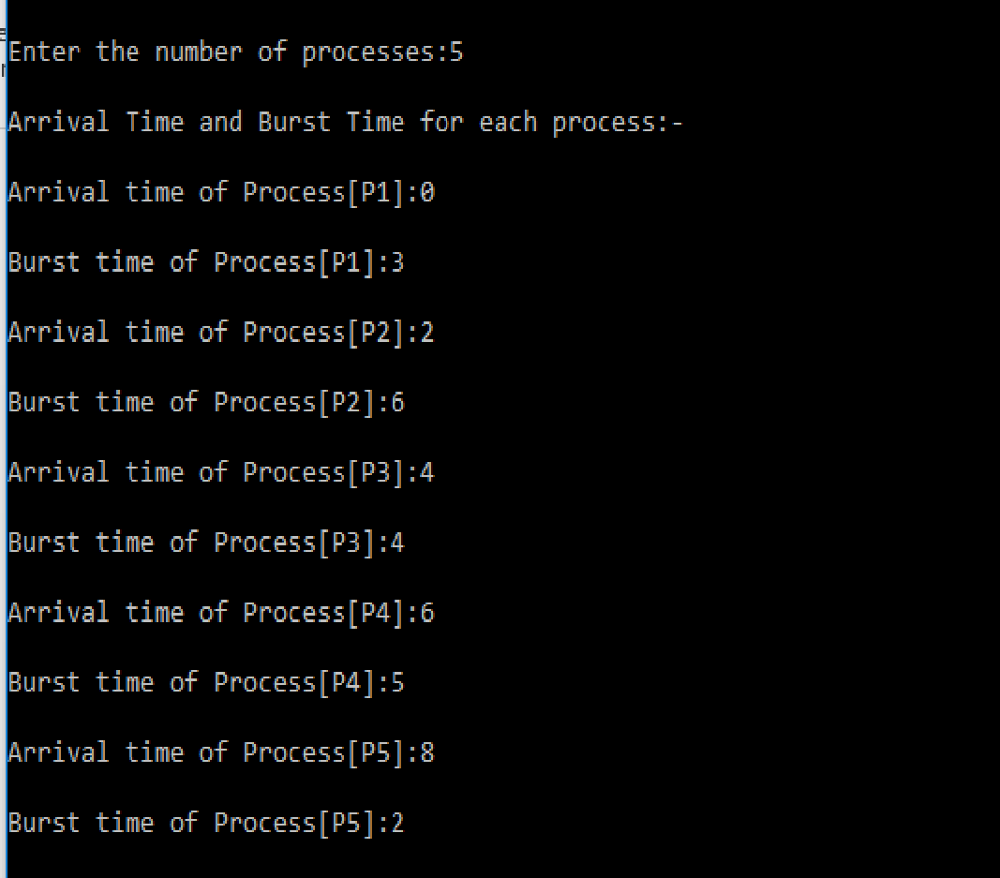 Enter the number of processes:5
Arrival Time and Burst Time for each process:-
Arrival time of Process[P1]:0
Burst time of Process[P1]:3
Arrival time of Process[P2]:2
Burst time of Process[P2]:6
Arrival time of Process[P3]:4
Burst time of Process[P3]:4
Arrival time of Process[P4]:6
Burst time of Process[P4]:5
Arrival time of Process[P5]:8
Burst time of Process[P5]:2